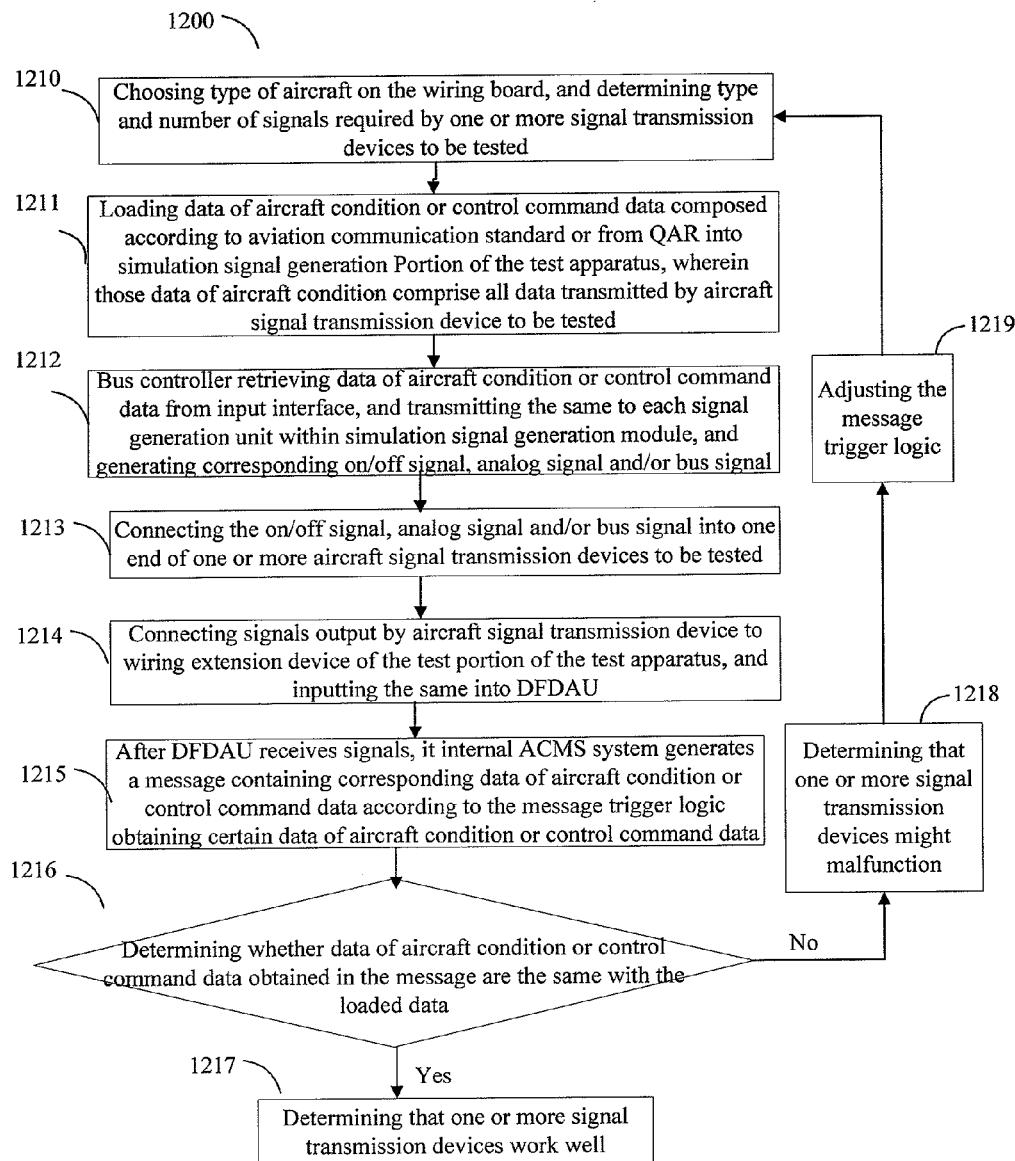 1200
1210
Choosing type of aircraft on the wiring board, and determining type
and number of signals required by one or more signal transmission
devices to be tested
1211
Loading data of aircraft condition or control command data composed
according to aviation communication standard or from QAR into
simulation signal generation Portion of the test apparatus, wherein
those data of aircraft condition comprise all data transmitted by aircraft
signal transmission device to be tested
1212
Bus controller retrieving data of aircraft condition or control command
data from input interface, and transmitting the same to each signal
generation unit within simulation signal generation module, and
generating corresponding on/off signal, analog signal and/or bus signal
1213
Connecting the on/off signal, analog signal and/or bus signal into one
end of one or more aircraft signal transmission devices to be tested
1214
Connecting signals output by aircraft signal transmission device to
wiring extension device of the test portion of the test apparatus, and
inputting the same into DFDAU
1215
After DFDAU receives signals, it internal ACMS system generates
a message containing corresponding data of aircraft condition or
control command data according to the message trigger logic
obtaining certain data of aircraft condition or control command data
1216
Determining whether data of aircraft condition or control
command data obtained in the message are the same with the
loaded data
No
Yes
1217
Determining that one or more signal
transmission devices work well
1218
Determining that
one or more signal
transmission
devices might
malfunction
1219
Adjusting the
message
trigger logic